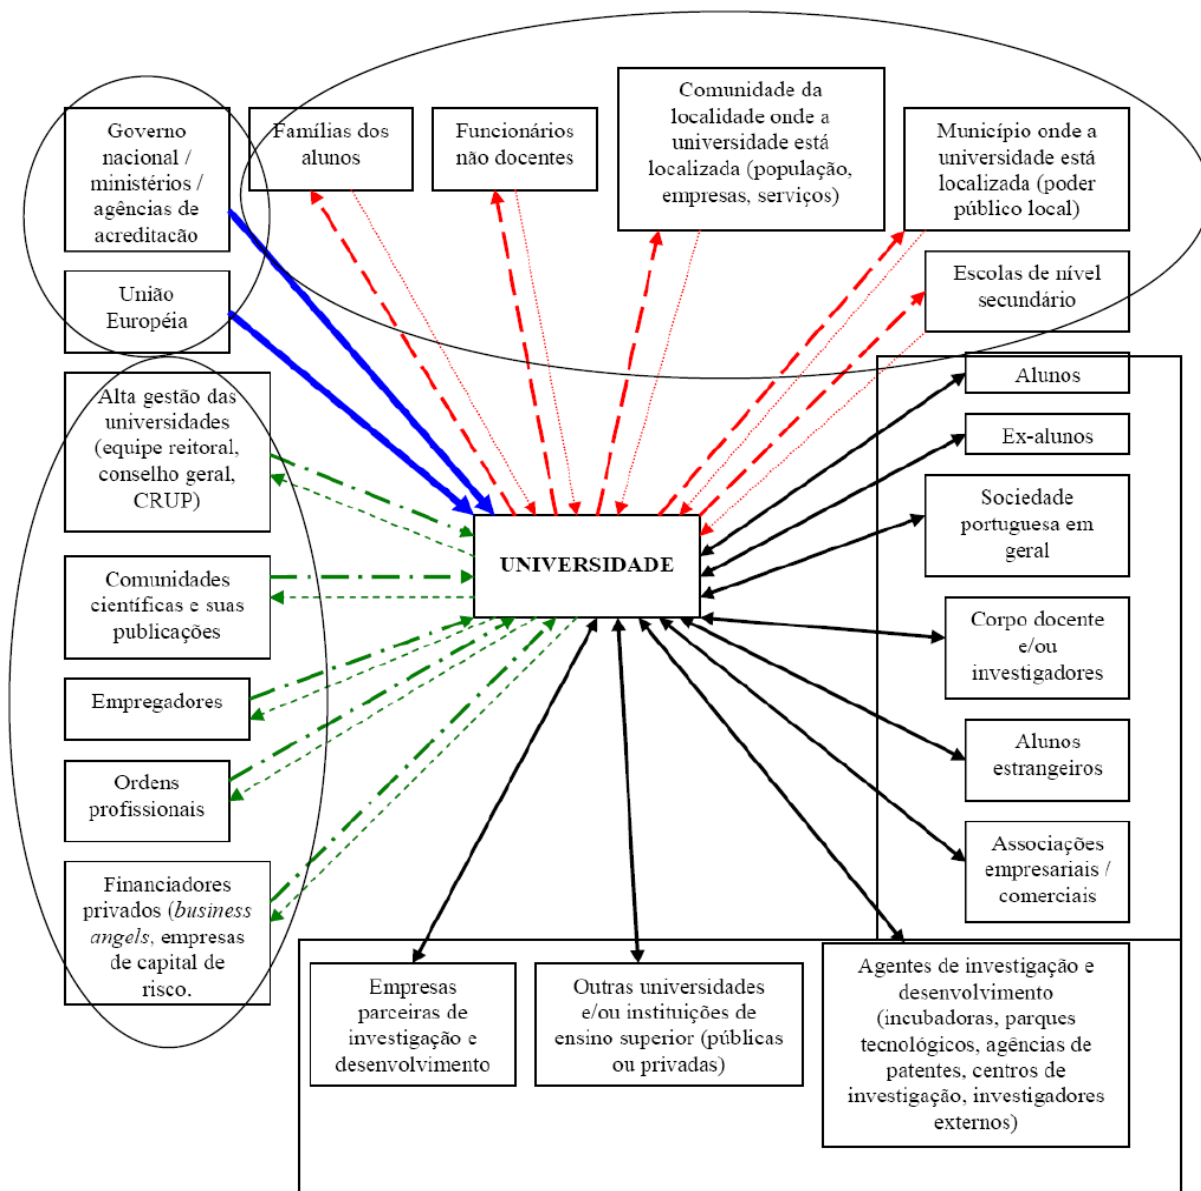 Governo
nacional /
ministérios /
agências de
acreditacão
Famílias dos
alunos
Funcionários
não docentes
Comunidade da
localidade onde a
universidade está
localizada (população,
empresas, serviços)
Município onde a
universidade está
localizada (poder
público local)
União
Européia
Escolas de nível
secundário
Alta gestão das
universidades
(equipe reitoral,
conselho geral,
CRUP)
Alunos
Ex-alunos
Sociedade
portuguesa em
geral
UNIVERSIDADE
Comunidades
científicas e suas
publicações
Corpo docente
e/ou
investigadores
Empregadores
Alunos
estrangeiros
Ordens
profissionais
Associações
empresariais /
comerciais
Financiadores
privados (business
angels, empresas
de capital de
risco.
Empresas
parceiras de
investigação e
desenvolvimento
Outras universidades
e/ou instituições de
ensino superior (públicas
ou privadas)
Agentes de investigação e
desenvolvimento
(incubadoras, parques
tecnológicos, agências de
patentes, centros de
investigação, investigadores
externos)